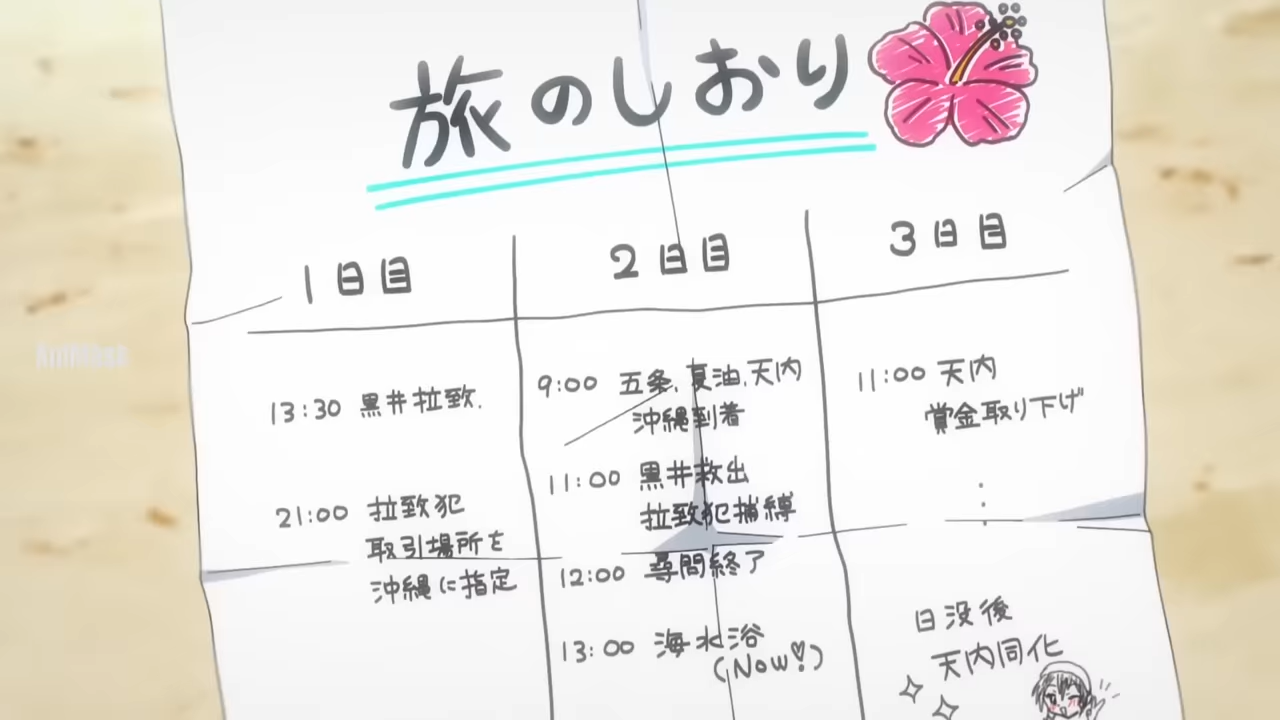 旅のしおり
1日目
13:30 黒井拉致.
21:00 拉致犯
取引場所を
沖縄に指定
2日目
9:00 五条、夏油、天内
沖縄到着
11:00 黒井救出
拉致犯捕縛
12:00 尋問終了
13:00 海水浴
(Now!)
3日目
11:00 天内
賞金取り下げ
日没後
天内同化